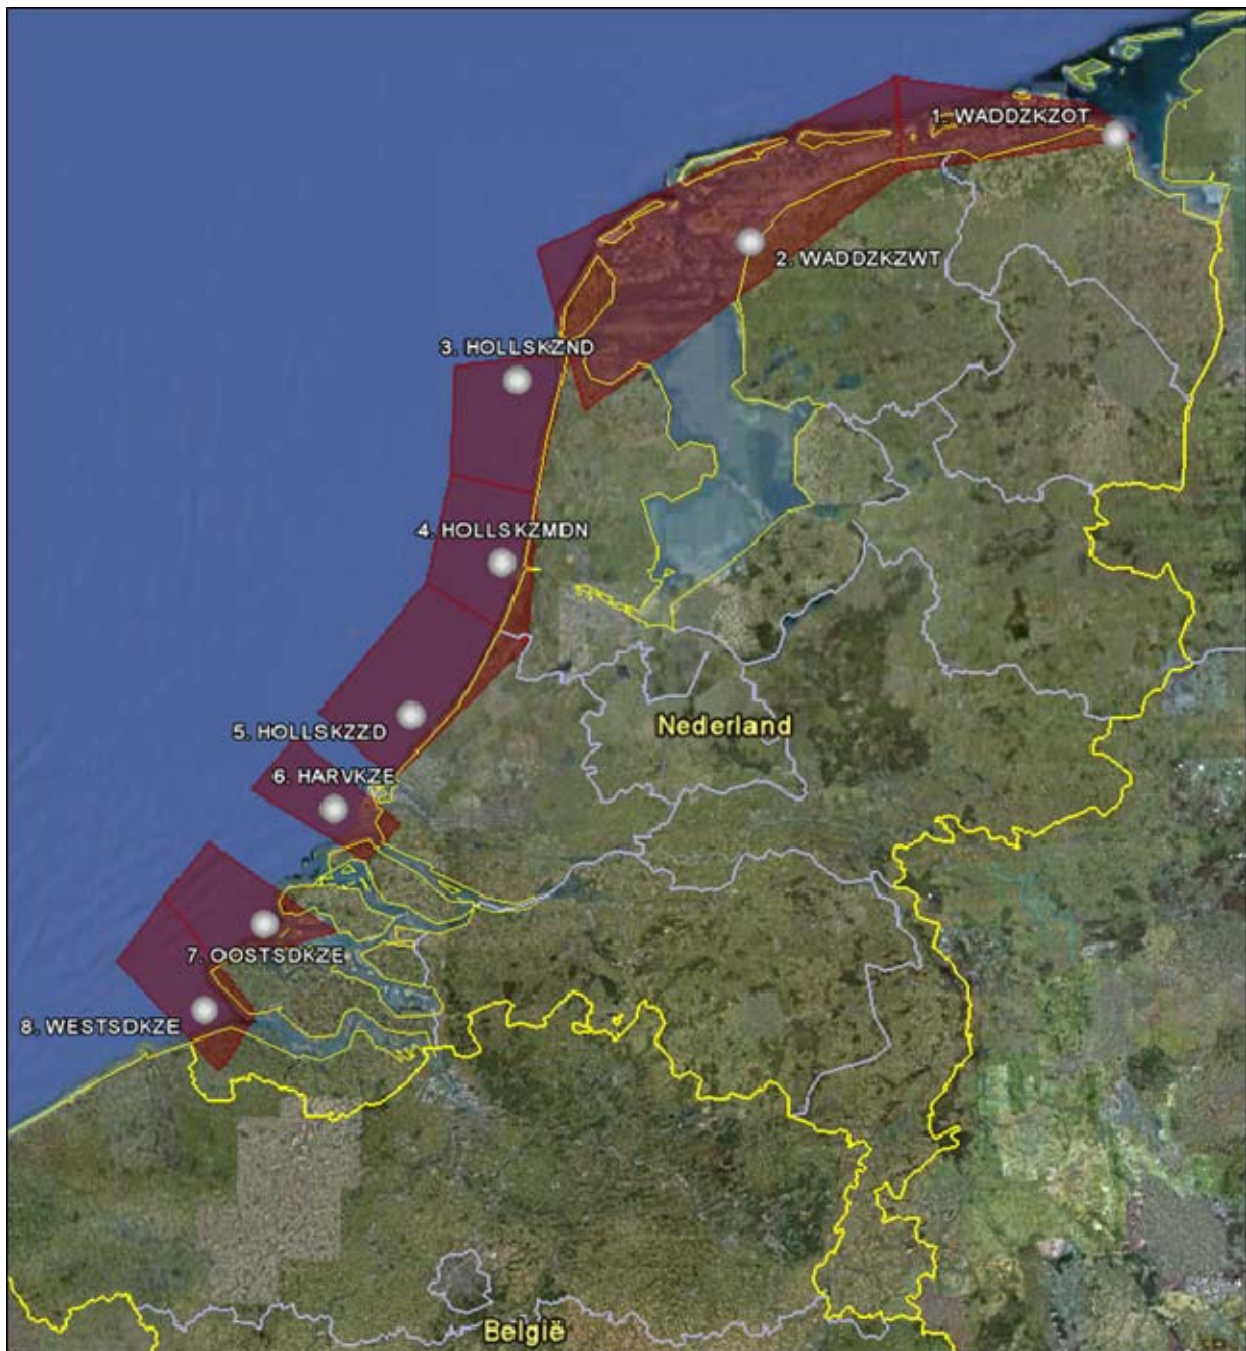 1. WADDZKZOT
2. WADDZKZWT
3. HOLLSKZND
4. HOLLSKZMDN
5. HOLLSKZZD
Nederland
6. HARVKZE
7. OOSTSDKZE
8. WESTSDKZE
België